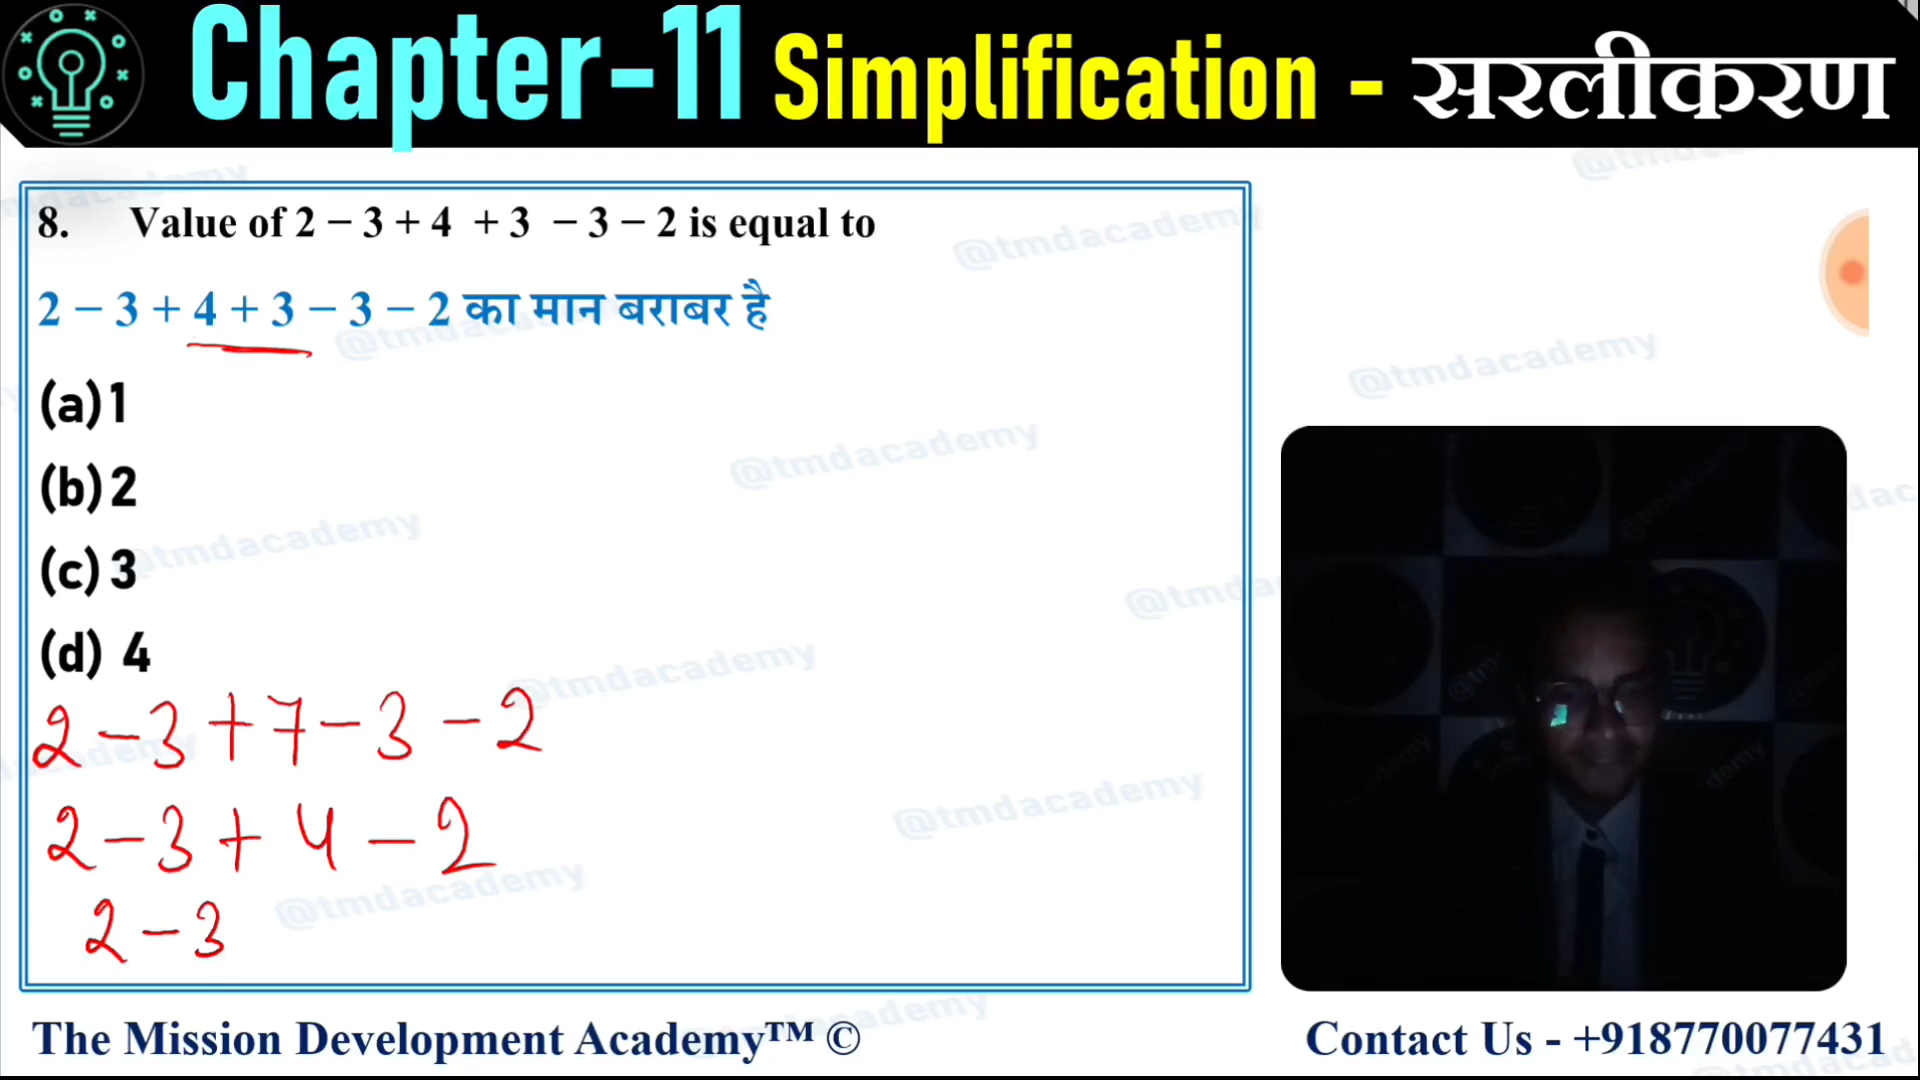 Chapter-11 Simplification - सरलीकरण
8. Value of 2 – 3 + 4 + 3 – 3 – 2 is equal to
2 – 3 + 4 + 3 – 3 – 2 का मान बराबर है
(a) 1
(b) 2
(c) 3
(d) 4
2 – 3 + 7 – 3 – 2
2 – 3 + 4 – 2
2 – 3
@tmdacademy
The Mission Development Academy™ ©
Contact Us - +918770077431